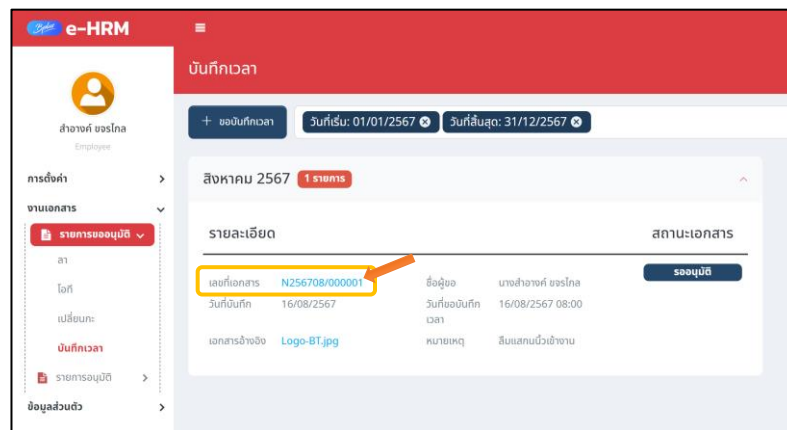 e-HRM
บันทึกเวลา
สำอางค์ ขจรไกล
Employee
+ ขอบันทึกเวลา
วันที่เริ่ม: 01/01/2567
วันที่สิ้นสุด: 31/12/2567
การตั้งค่า
งานเอกสาร
รายการขออนุมัติ
ลา
โอที
เปลี่ยนกะ
บันทึกเวลา
รายการอนุมัติ
ข้อมูลส่วนตัว
สิงหาคม 2567 1 รายการ
รายละเอียด สถานะเอกสาร
เลขที่เอกสาร N256708/000001 ชื่อผู้ขอ นางสำอางค์ ขจรไกล รออนุมัติ
วันที่บันทึก 16/08/2567 วันที่ขอบันทึก 16/08/2567 08:00
เวลา
เอกสารอ้างอิง Logo-BT.jpg หมายเหตุ ลืมแสกนนิ้วเข้างาน